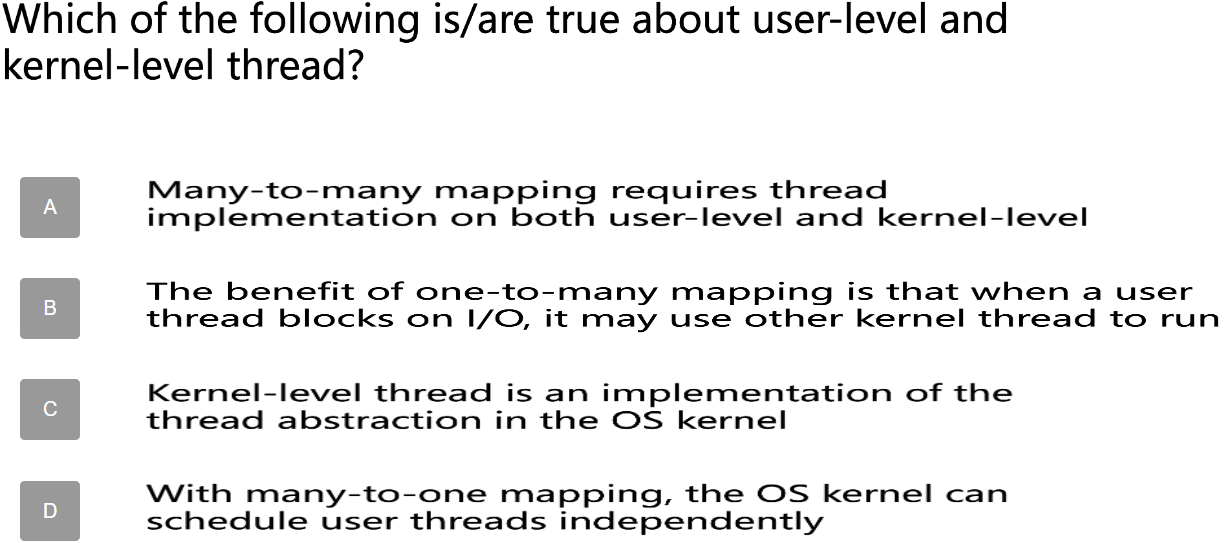 Which of the following is/are true about user-level and
kernel-level thread?
A
Many-to-many mapping requires thread
implementation on both user-level and kernel-level
B
The benefit of one-to-many mapping is that when a user
thread blocks on I/O, it may use other kernel thread to run
C
Kernel-level thread is an implementation of the
thread abstraction in the OS kernel
D
With many-to-one mapping, the OS kernel can
schedule user threads independently